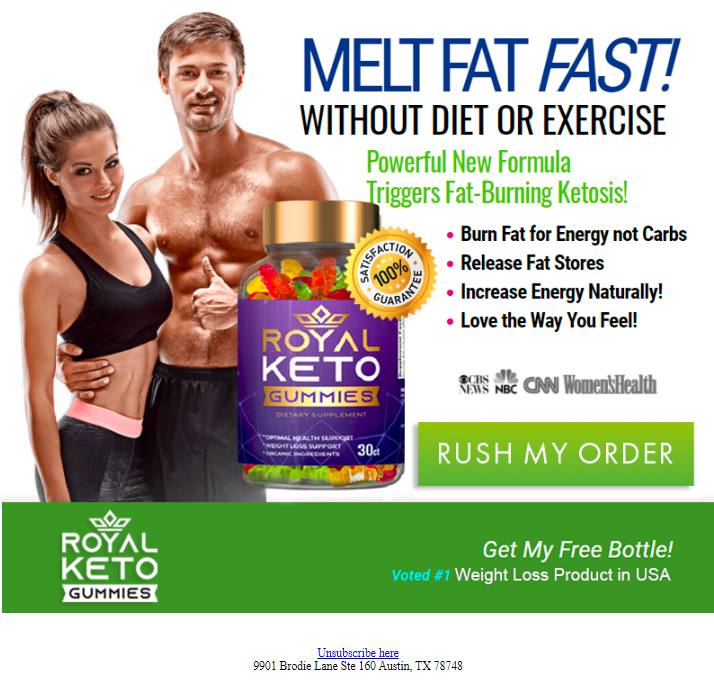 MELT FAT FAST!
WITHOUT DIET OR EXERCISE
Powerful New Formula
Triggers Fat-Burning Ketosis!
• Burn Fat for Energy not Carbs
• Release Fat Stores
• Increase Energy Naturally!
• Love the Way You Feel!
SATISFACTION
100%
GUARANTEE
ROYAL
KETO
GUMMIES
DIETARY SUPPLEMENT
*OPTIMAL HEALTH SUPPORT
*WEIGHT LOSS SUPPORT
*ORGANIC INGREDIENTS
30ct
CBS NEWS NBC CNN Women'sHealth
RUSH MY ORDER
ROYAL
KETO
GUMMIES
Get My Free Bottle!
Voted #1 Weight Loss Product in USA
Unsubscribe here
9901 Brodie Lane Ste 160 Austin, TX 78748